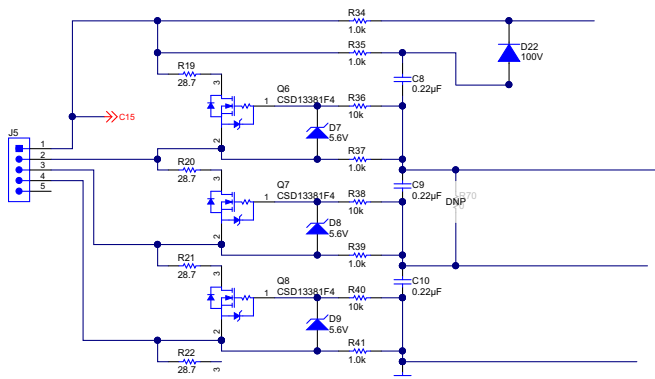 R34
1.0k
R35
1.0k
D22
100V
R19
28.7
3
Q6
CSD13381F4
1
C8
0.22µF
R36
10k
C15
D7
5.6V
J5
1
2
3
4
5
2
R37
1.0k
R20
28.7
3
Q7
CSD13381F4
1
C9
0.22µF
R38
10k
R70
DNP
D8
5.6V
2
R39
1.0k
R21
28.7
3
Q8
CSD13381F4
1
C10
0.22µF
R40
10k
D9
5.6V
2
R41
1.0k
R22
28.7
3